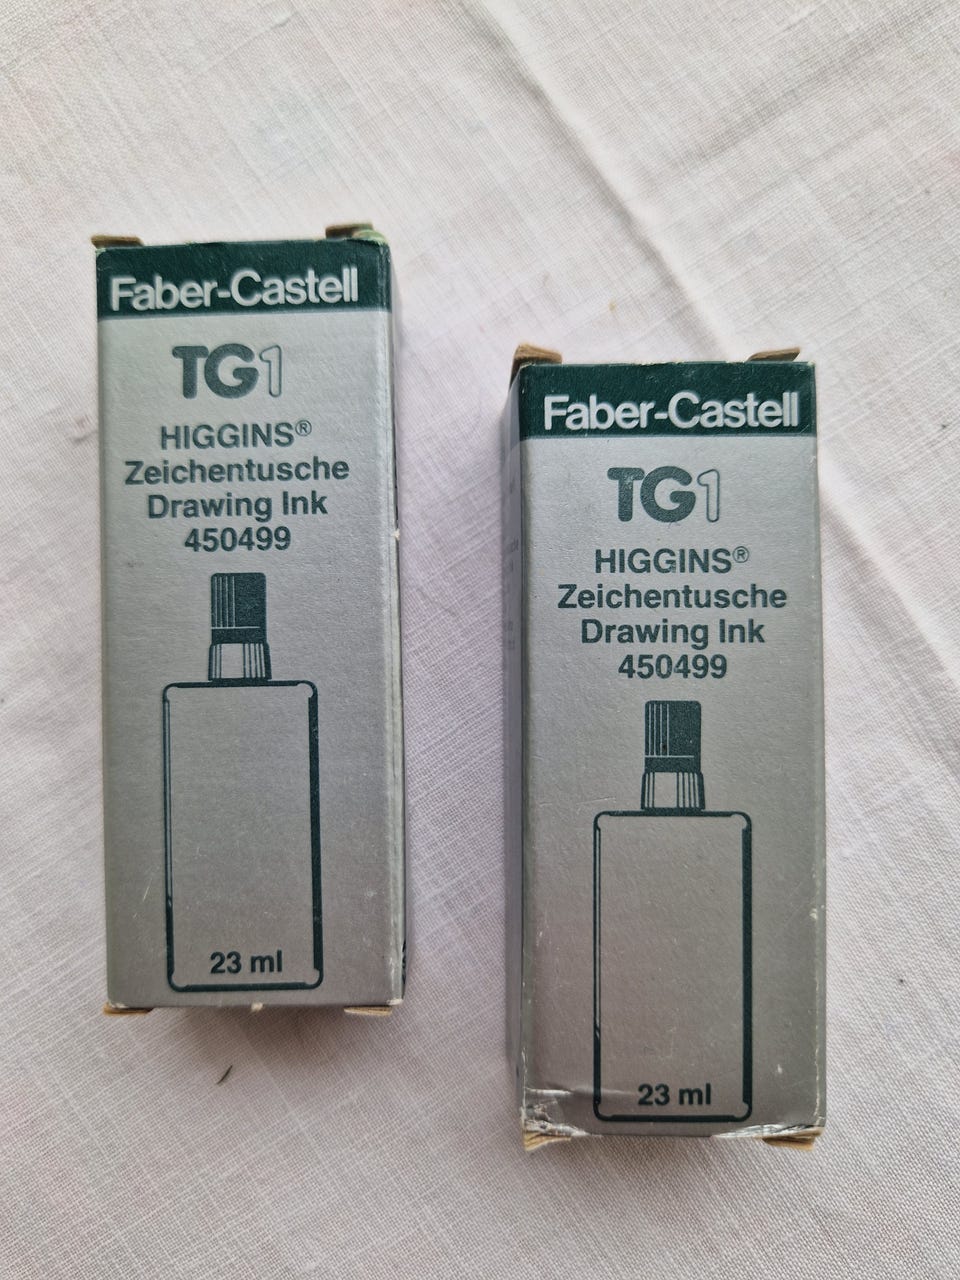 Faber-Castell
TG1
HIGGINS®
Zeichentusche
Drawing Ink
450499
23 ml
Faber-Castell
TG1
HIGGINS®
Zeichentusche
Drawing Ink
450499
23 ml